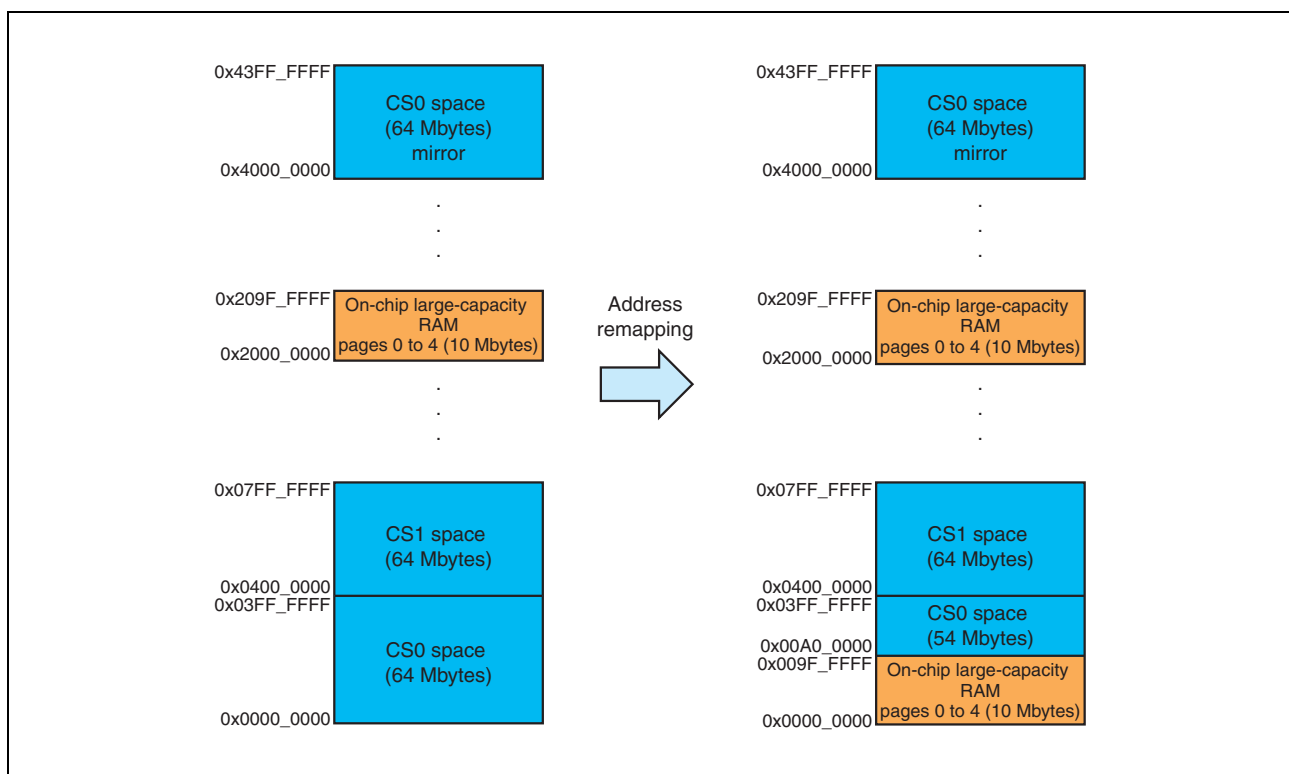 0x43FF_FFFF
CS0 space
(64 Mbytes)
mirror
0x4000_0000
.
.
.
0x209F_FFFF
On-chip large-capacity
RAM
pages 0 to 4 (10 Mbytes)
0x2000_0000
.
.
.
0x07FF_FFFF
CS1 space
(64 Mbytes)
0x0400_0000
0x03FF_FFFF
CS0 space
(64 Mbytes)
0x0000_0000
Address
remapping
0x43FF_FFFF
CS0 space
(64 Mbytes)
mirror
0x4000_0000
.
.
.
0x209F_FFFF
On-chip large-capacity
RAM
pages 0 to 4 (10 Mbytes)
0x2000_0000
.
.
.
0x07FF_FFFF
CS1 space
(64 Mbytes)
0x0400_0000
0x03FF_FFFF
CS0 space
(54 Mbytes)
0x00A0_0000
0x009F_FFFF
On-chip large-capacity
RAM
pages 0 to 4 (10 Mbytes)
0x0000_0000